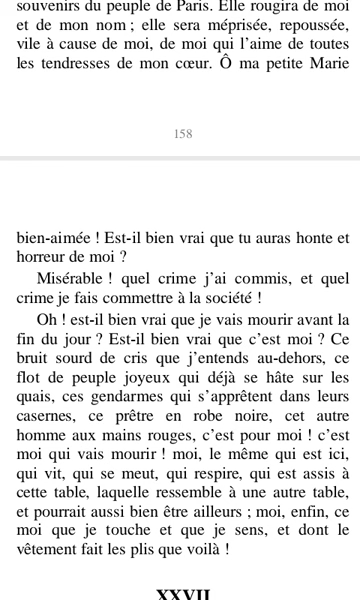 souvenirs du peuple de Paris. Elle rougira de moi
et de mon nom ; elle sera méprisée, repoussée,
vile à cause de moi, de moi qui l’aime de toutes
les tendresses de mon cœur. Ô ma petite Marie
158
bien-aimée ! Est-il bien vrai que tu auras honte et
horreur de moi ?
Misérable ! quel crime j’ai commis, et quel
crime je fais commettre à la société !
Oh ! est-il bien vrai que je vais mourir avant la
fin du jour ? Est-il bien vrai que c’est moi ? Ce
bruit sourd de cris que j’entends au-dehors, ce
flot de peuple joyeux qui déjà se hâte sur les
quais, ces gendarmes qui s’apprêtent dans leurs
casernes, ce prêtre en robe noire, cet autre
homme aux mains rouges, c’est pour moi ! c’est
moi qui vais mourir ! moi, le même qui est ici,
qui vit, qui se meut, qui respire, qui est assis à
cette table, laquelle ressemble à une autre table,
et pourrait aussi bien être ailleurs ; moi, enfin, ce
moi que je touche et que je sens, et dont le
vêtement fait les plis que voilà !
XXVII